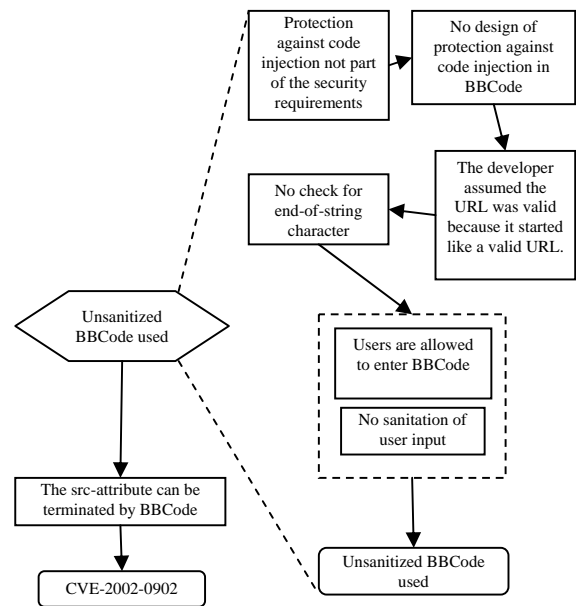 Protection
against code
injection not part
of the security
requirements
No design of
protection against
code injection in
BBCode
The developer
assumed the
URL was valid
because it started
like a valid URL.
No check for
end-of-string
character
Users are allowed
to enter BBCode
No sanitation of
user input
Unsanitized BBCode
used
Unsanitized
BBCode used
The src-attribute can be
terminated by BBCode
CVE-2002-0902